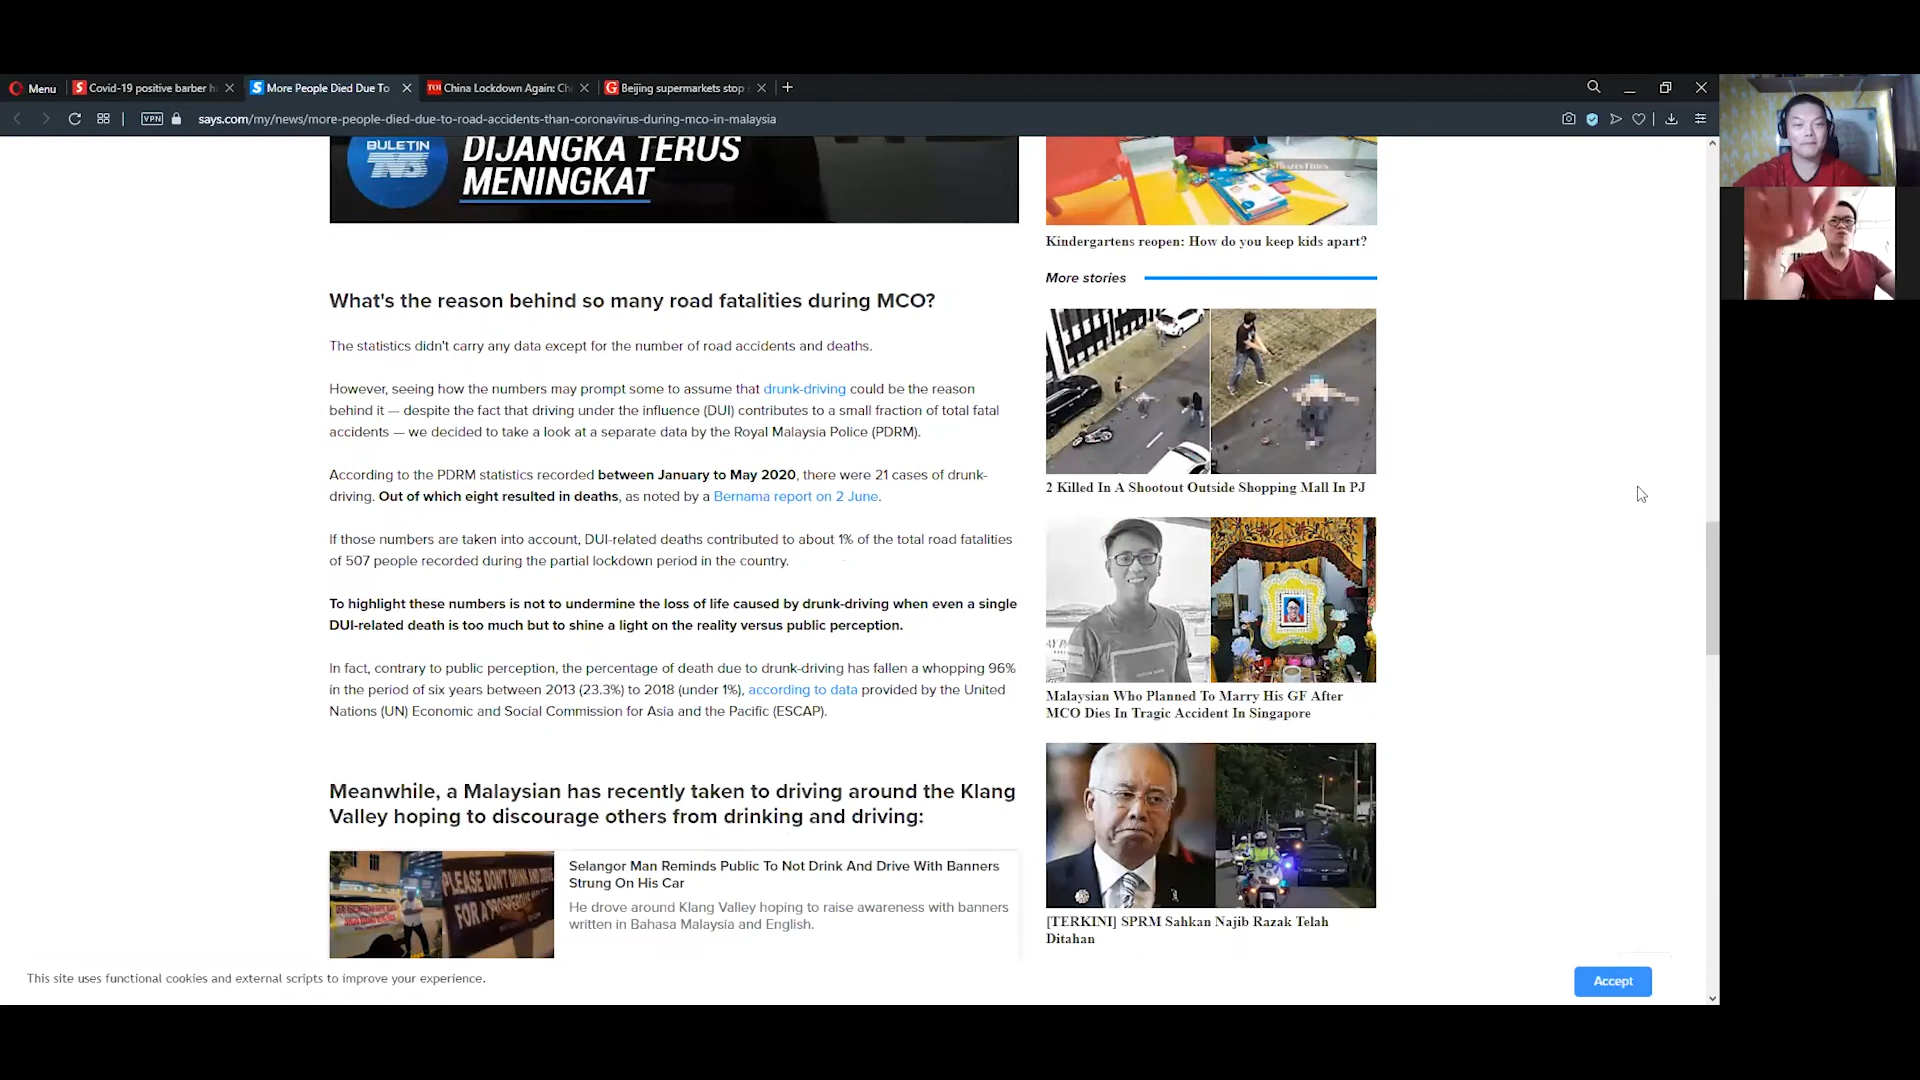 Menu
Covid-19 positive barber h
More People Died Due To
TOI China Lockdown Again: Ch
G Beijing supermarkets stop
VPN
says.com/my/news/more-people-died-due-to-road-accidents-than-coronavirus-during-mco-in-malaysia
BULETIN
TV3
DIJANGKA TERUS
MENINGKAT
What's the reason behind so many road fatalities during MCO?
The statistics didn't carry any data except for the number of road accidents and deaths.
However, seeing how the numbers may prompt some to assume that drunk-driving could be the reason
behind it — despite the fact that driving under the influence (DUI) contributes to a small fraction of total fatal
accidents — we decided to take a look at a separate data by the Royal Malaysia Police (PDRM).
According to the PDRM statistics recorded between January to May 2020, there were 21 cases of drunk-
driving. Out of which eight resulted in deaths, as noted by a Bernama report on 2 June.
If those numbers are taken into account, DUI-related deaths contributed to about 1% of the total road fatalities
of 507 people recorded during the partial lockdown period in the country.
To highlight these numbers is not to undermine the loss of life caused by drunk-driving when even a single
DUI-related death is too much but to shine a light on the reality versus public perception.
In fact, contrary to public perception, the percentage of death due to drunk-driving has fallen a whopping 96%
in the period of six years between 2013 (23.3%) to 2018 (under 1%), according to data provided by the United
Nations (UN) Economic and Social Commission for Asia and the Pacific (ESCAP).
Meanwhile, a Malaysian has recently taken to driving around the Klang
Valley hoping to discourage others from drinking and driving:
PLEASE DON'T DRINK AND DRIVE
FOR A PROSPEROUS
Selangor Man Reminds Public To Not Drink And Drive With Banners
Strung On His Car
He drove around Klang Valley hoping to raise awareness with banners
written in Bahasa Malaysia and English.
Kindergartens reopen: How do you keep kids apart?
More stories
2 Killed In A Shootout Outside Shopping Mall In PJ
Malaysian Who Planned To Marry His GF After
MCO Dies In Tragic Accident In Singapore
[TERKINI] SPRM Sahkan Najib Razak Telah
Ditahan
This site uses functional cookies and external scripts to improve your experience.
Accept